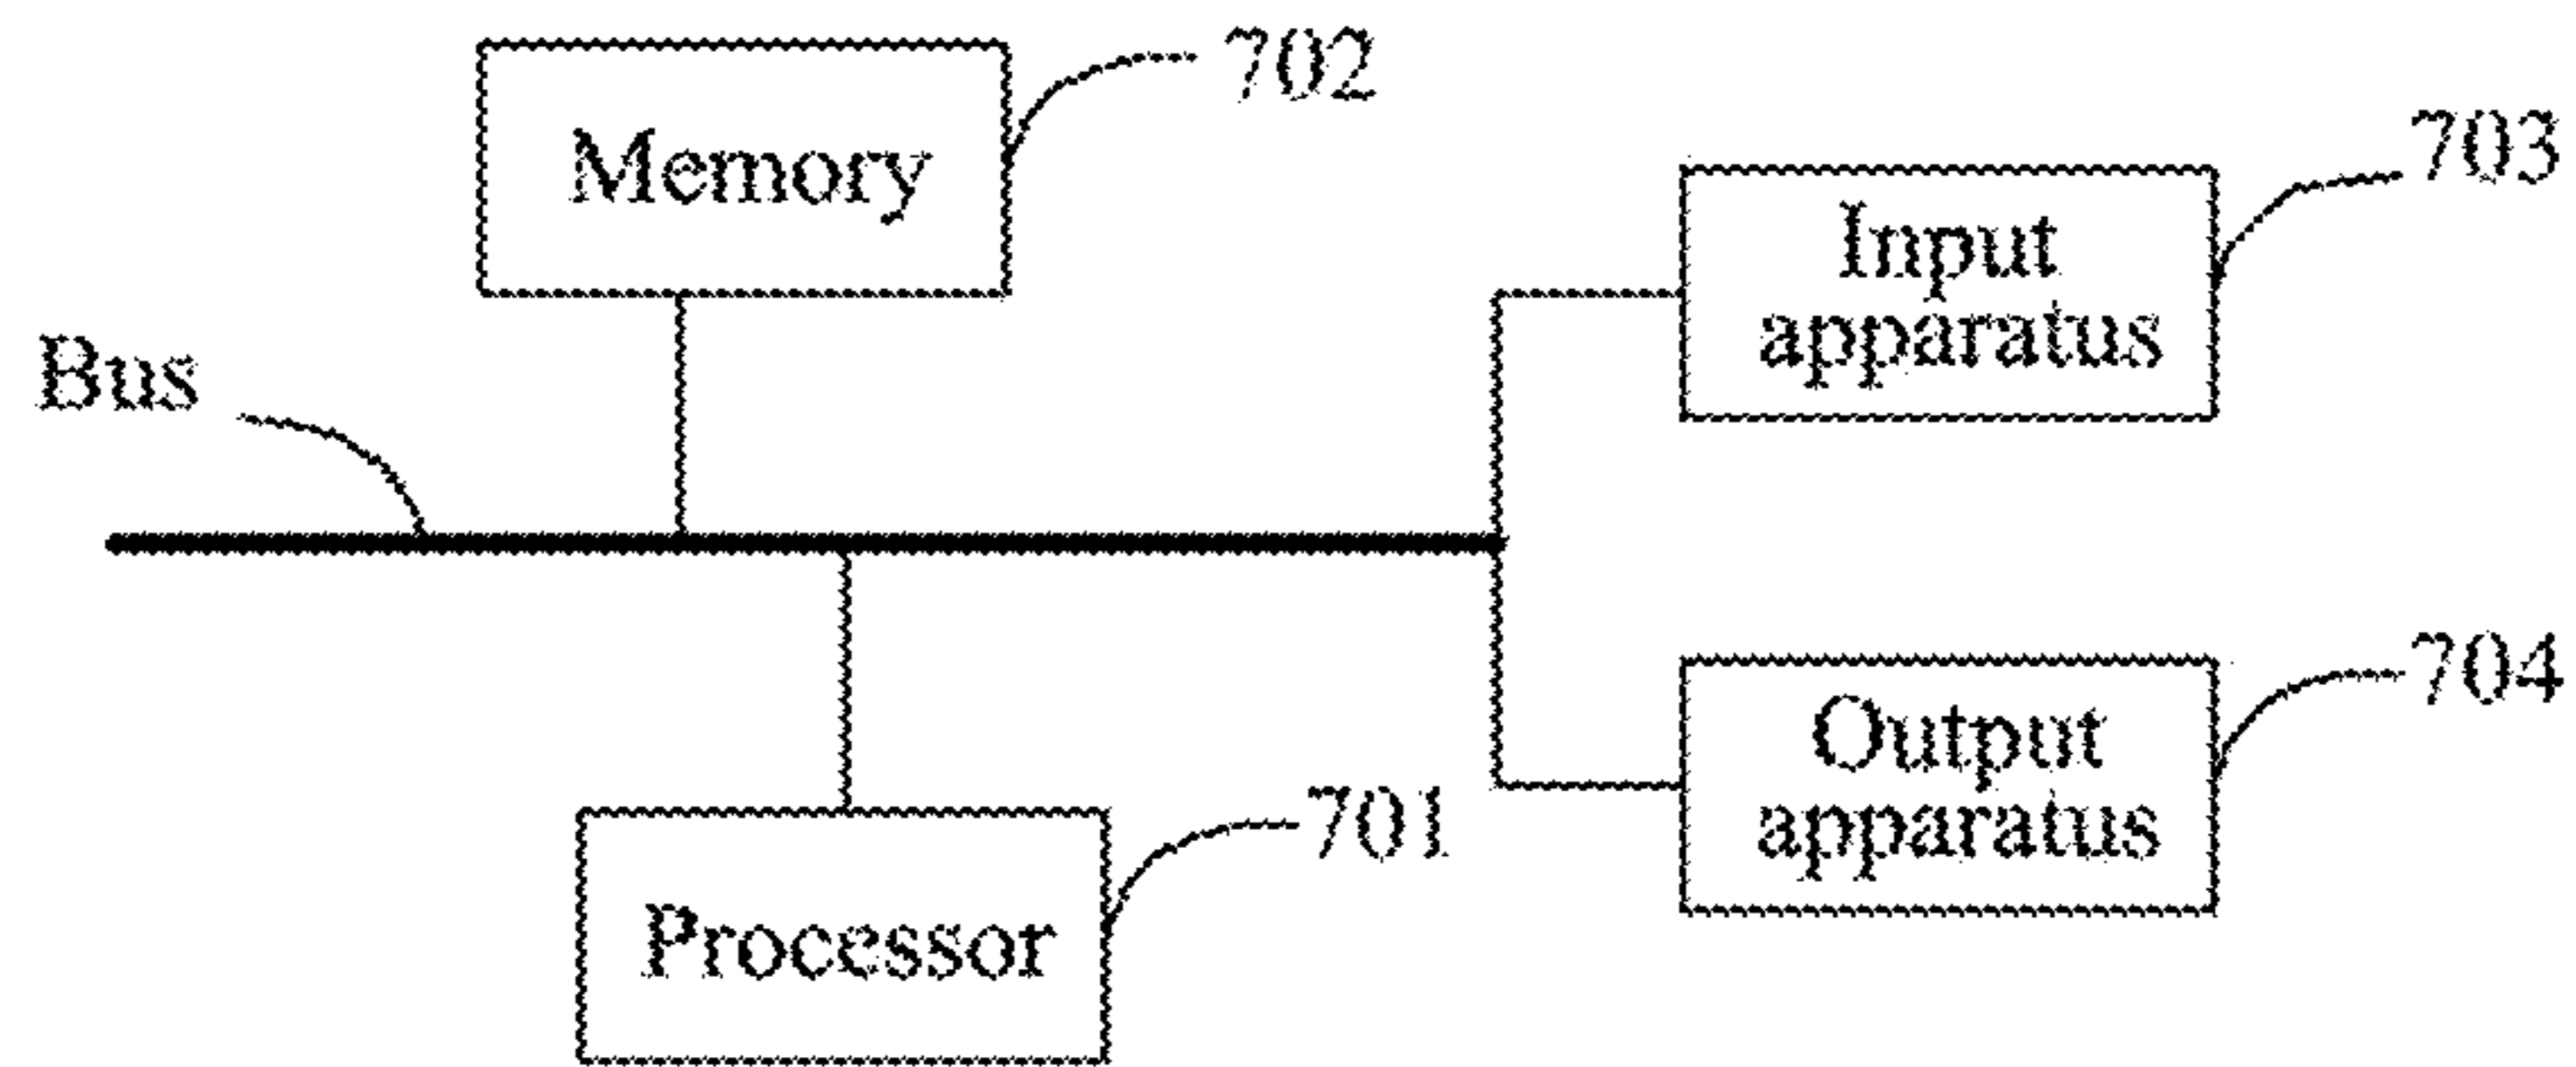 702
Memory
703
Input
apparatus
Bus
704
Output
apparatus
701
Processor